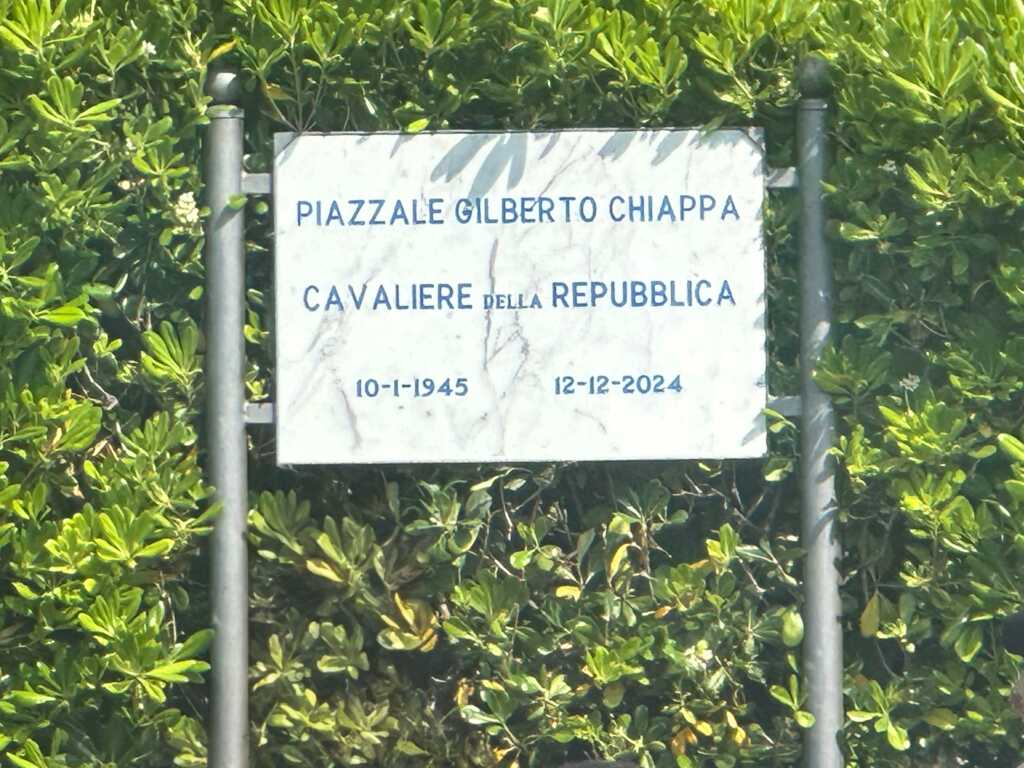 PIAZZALE GILBERTO CHIAPPA
CAVALIERE DELLA REPUBBLICA
10-1-1945 12-12-2024